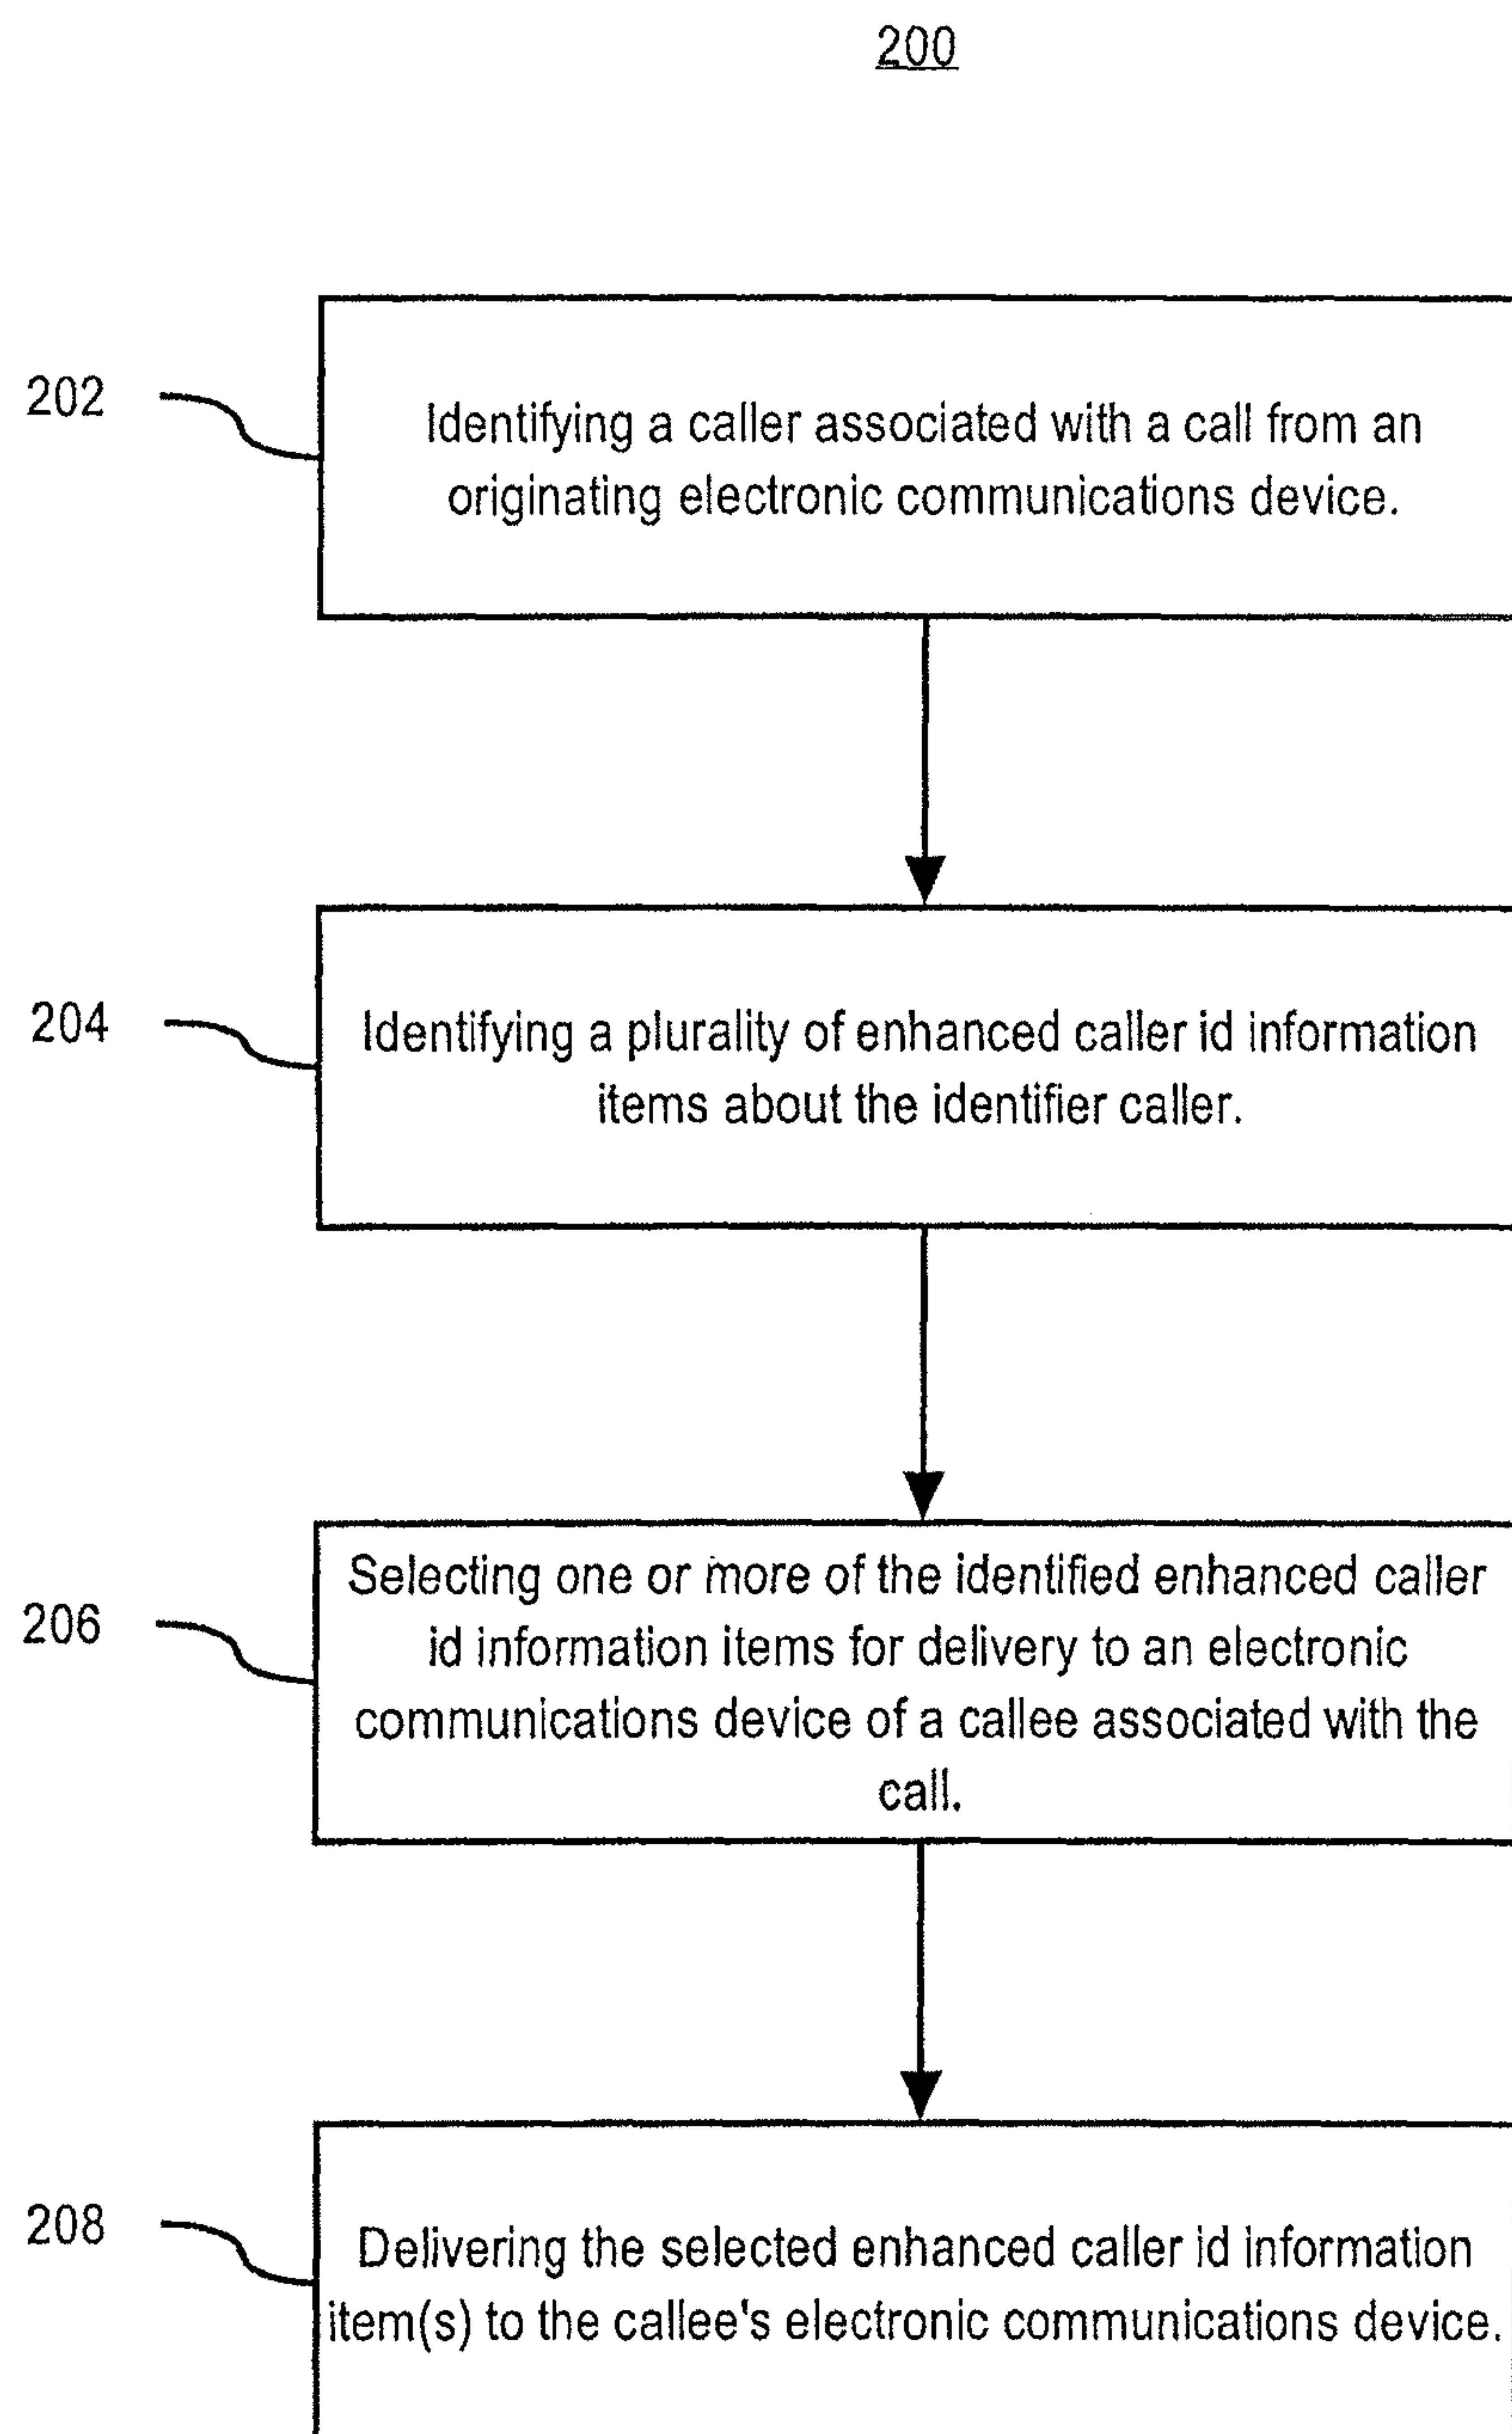 200
202
Identifying a caller associated with a call from an
originating electronic communications device.
204
Identifying a plurality of enhanced caller id information
items about the identifier caller.
206
Selecting one or more of the identified enhanced caller
id information items for delivery to an electronic
communications device of a callee associated with the
call.
208
Delivering the selected enhanced caller id information
item(s) to the callee's electronic communications device.